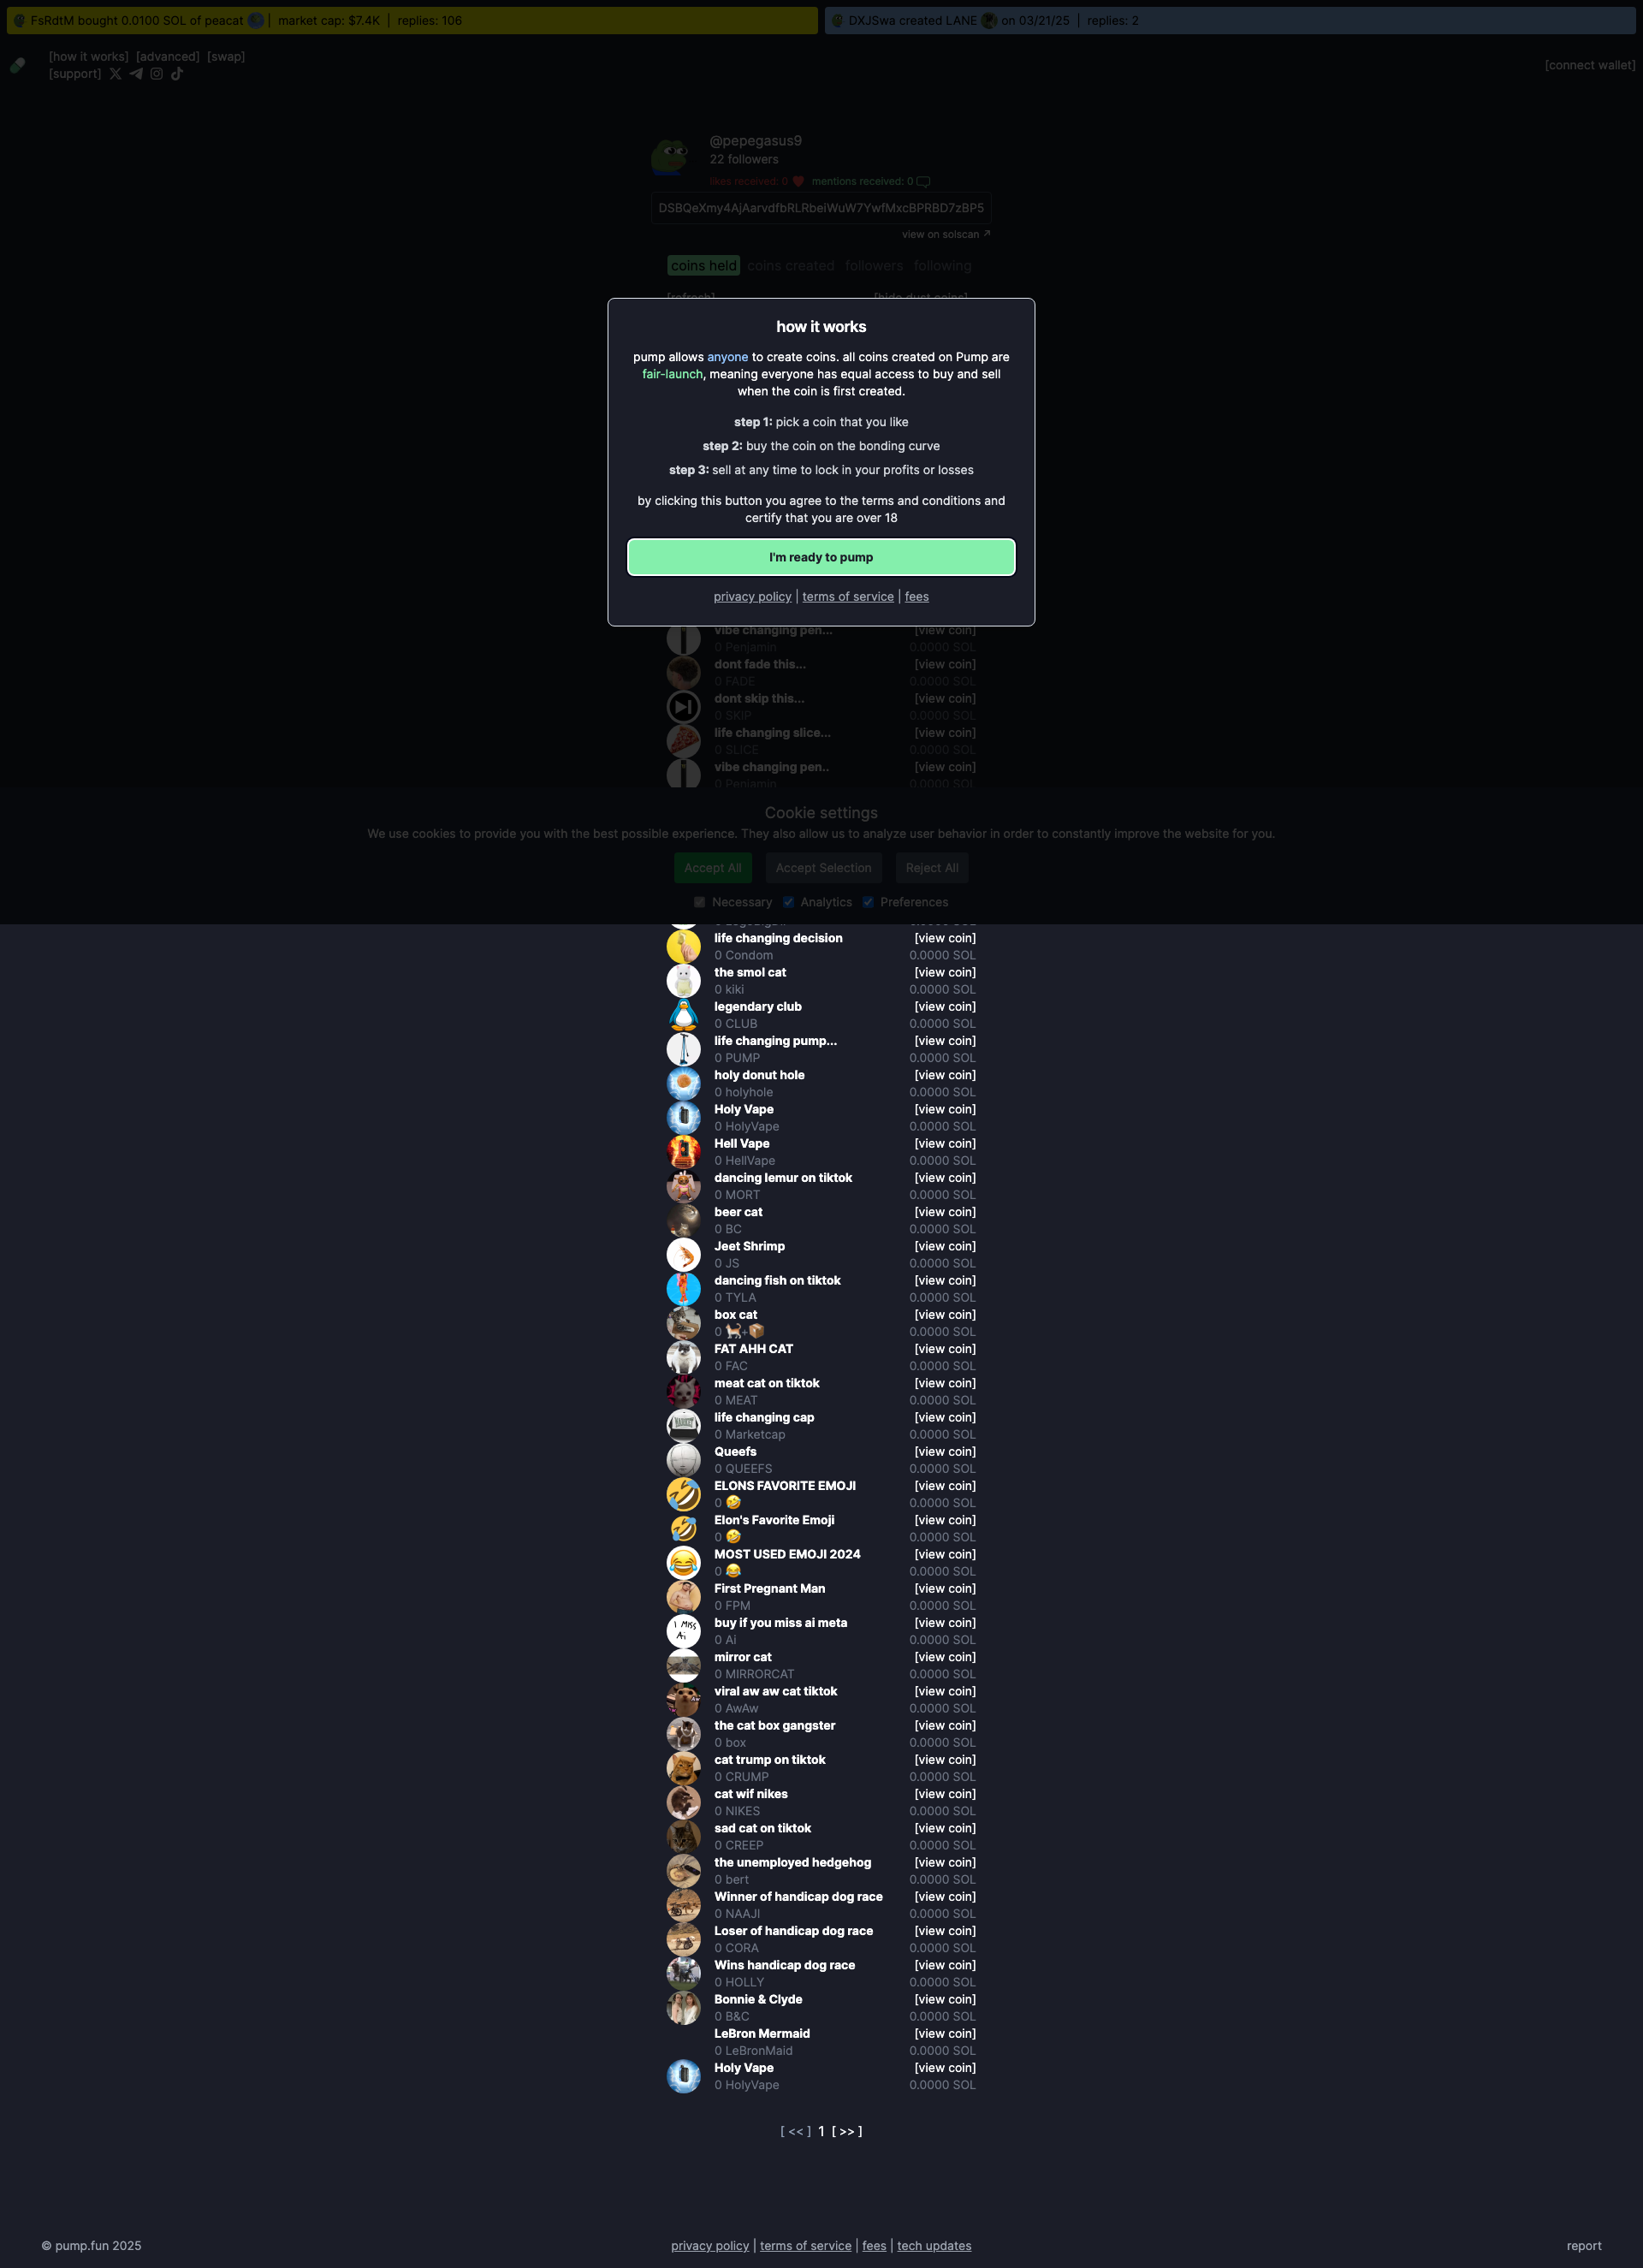 FsRdtM bought 0.0100 SOL of peacat | market cap: $7.4K | replies: 106
DXJSwa created LANE on 03/21/25 | replies: 2
[how it works] [advanced] [swap]
[support]
[connect wallet]
@pepegasus9
22 followers
likes received: 0 mentions received: 0
DSBQeXmy4AjAarvdfbRLRbeiWuW7YwfMxcBPRBD7zBP5
view on solscan
coins held coins created followers following
[refresh] [hide dust coins]
how it works
pump allows anyone to create coins. all coins created on Pump are
fair-launch, meaning everyone has equal access to buy and sell
when the coin is first created.
step 1: pick a coin that you like
step 2: buy the coin on the bonding curve
step 3: sell at any time to lock in your profits or losses
by clicking this button you agree to the terms and conditions and
certify that you are over 18
I'm ready to pump
privacy policy | terms of service | fees
vibe changing pen... [view coin]
0 Penjamin 0.0000 SOL
dont fade this... [view coin]
0 FADE 0.0000 SOL
dont skip this... [view coin]
0 SKIP 0.0000 SOL
life changing slice... [view coin]
0 SLICE 0.0000 SOL
vibe changing pen.. [view coin]
0 Penjamin 0.0000 SOL
Cookie settings
We use cookies to provide you with the best possible experience. They also allow us to analyze user behavior in order to constantly improve the website for you.
Accept All Accept Selection Reject All
Necessary Analytics Preferences
life changing decision [view coin]
0 Condom 0.0000 SOL
the smol cat [view coin]
0 kiki 0.0000 SOL
legendary club [view coin]
0 CLUB 0.0000 SOL
life changing pump... [view coin]
0 PUMP 0.0000 SOL
holy donut hole [view coin]
0 holyhole 0.0000 SOL
Holy Vape [view coin]
0 HolyVape 0.0000 SOL
Hell Vape [view coin]
0 HellVape 0.0000 SOL
dancing lemur on tiktok [view coin]
0 MORT 0.0000 SOL
beer cat [view coin]
0 BC 0.0000 SOL
Jeet Shrimp [view coin]
0 JS 0.0000 SOL
dancing fish on tiktok [view coin]
0 TYLA 0.0000 SOL
box cat [view coin]
0 🐈+📦 0.0000 SOL
FAT AHH CAT [view coin]
0 FAC 0.0000 SOL
meat cat on tiktok [view coin]
0 MEAT 0.0000 SOL
life changing cap [view coin]
0 Marketcap 0.0000 SOL
Queefs [view coin]
0 QUEEFS 0.0000 SOL
ELONS FAVORITE EMOJI [view coin]
0 🤣 0.0000 SOL
Elon's Favorite Emoji [view coin]
0 🤣 0.0000 SOL
MOST USED EMOJI 2024 [view coin]
0 😂 0.0000 SOL
First Pregnant Man [view coin]
0 FPM 0.0000 SOL
I MISS
Ai
buy if you miss ai meta [view coin]
0 Ai 0.0000 SOL
mirror cat [view coin]
0 MIRRORCAT 0.0000 SOL
viral aw aw cat tiktok [view coin]
0 AwAw 0.0000 SOL
the cat box gangster [view coin]
0 box 0.0000 SOL
cat trump on tiktok [view coin]
0 CRUMP 0.0000 SOL
cat wif nikes [view coin]
0 NIKES 0.0000 SOL
sad cat on tiktok [view coin]
0 CREEP 0.0000 SOL
the unemployed hedgehog [view coin]
0 bert 0.0000 SOL
Winner of handicap dog race [view coin]
0 NAAJI 0.0000 SOL
Loser of handicap dog race [view coin]
0 CORA 0.0000 SOL
Wins handicap dog race [view coin]
0 HOLLY 0.0000 SOL
Bonnie & Clyde [view coin]
0 B&C 0.0000 SOL
LeBron Mermaid [view coin]
0 LeBronMaid 0.0000 SOL
Holy Vape [view coin]
0 HolyVape 0.0000 SOL
[ << ] 1 [ >> ]
© pump.fun 2025
privacy policy | terms of service | fees | tech updates
report